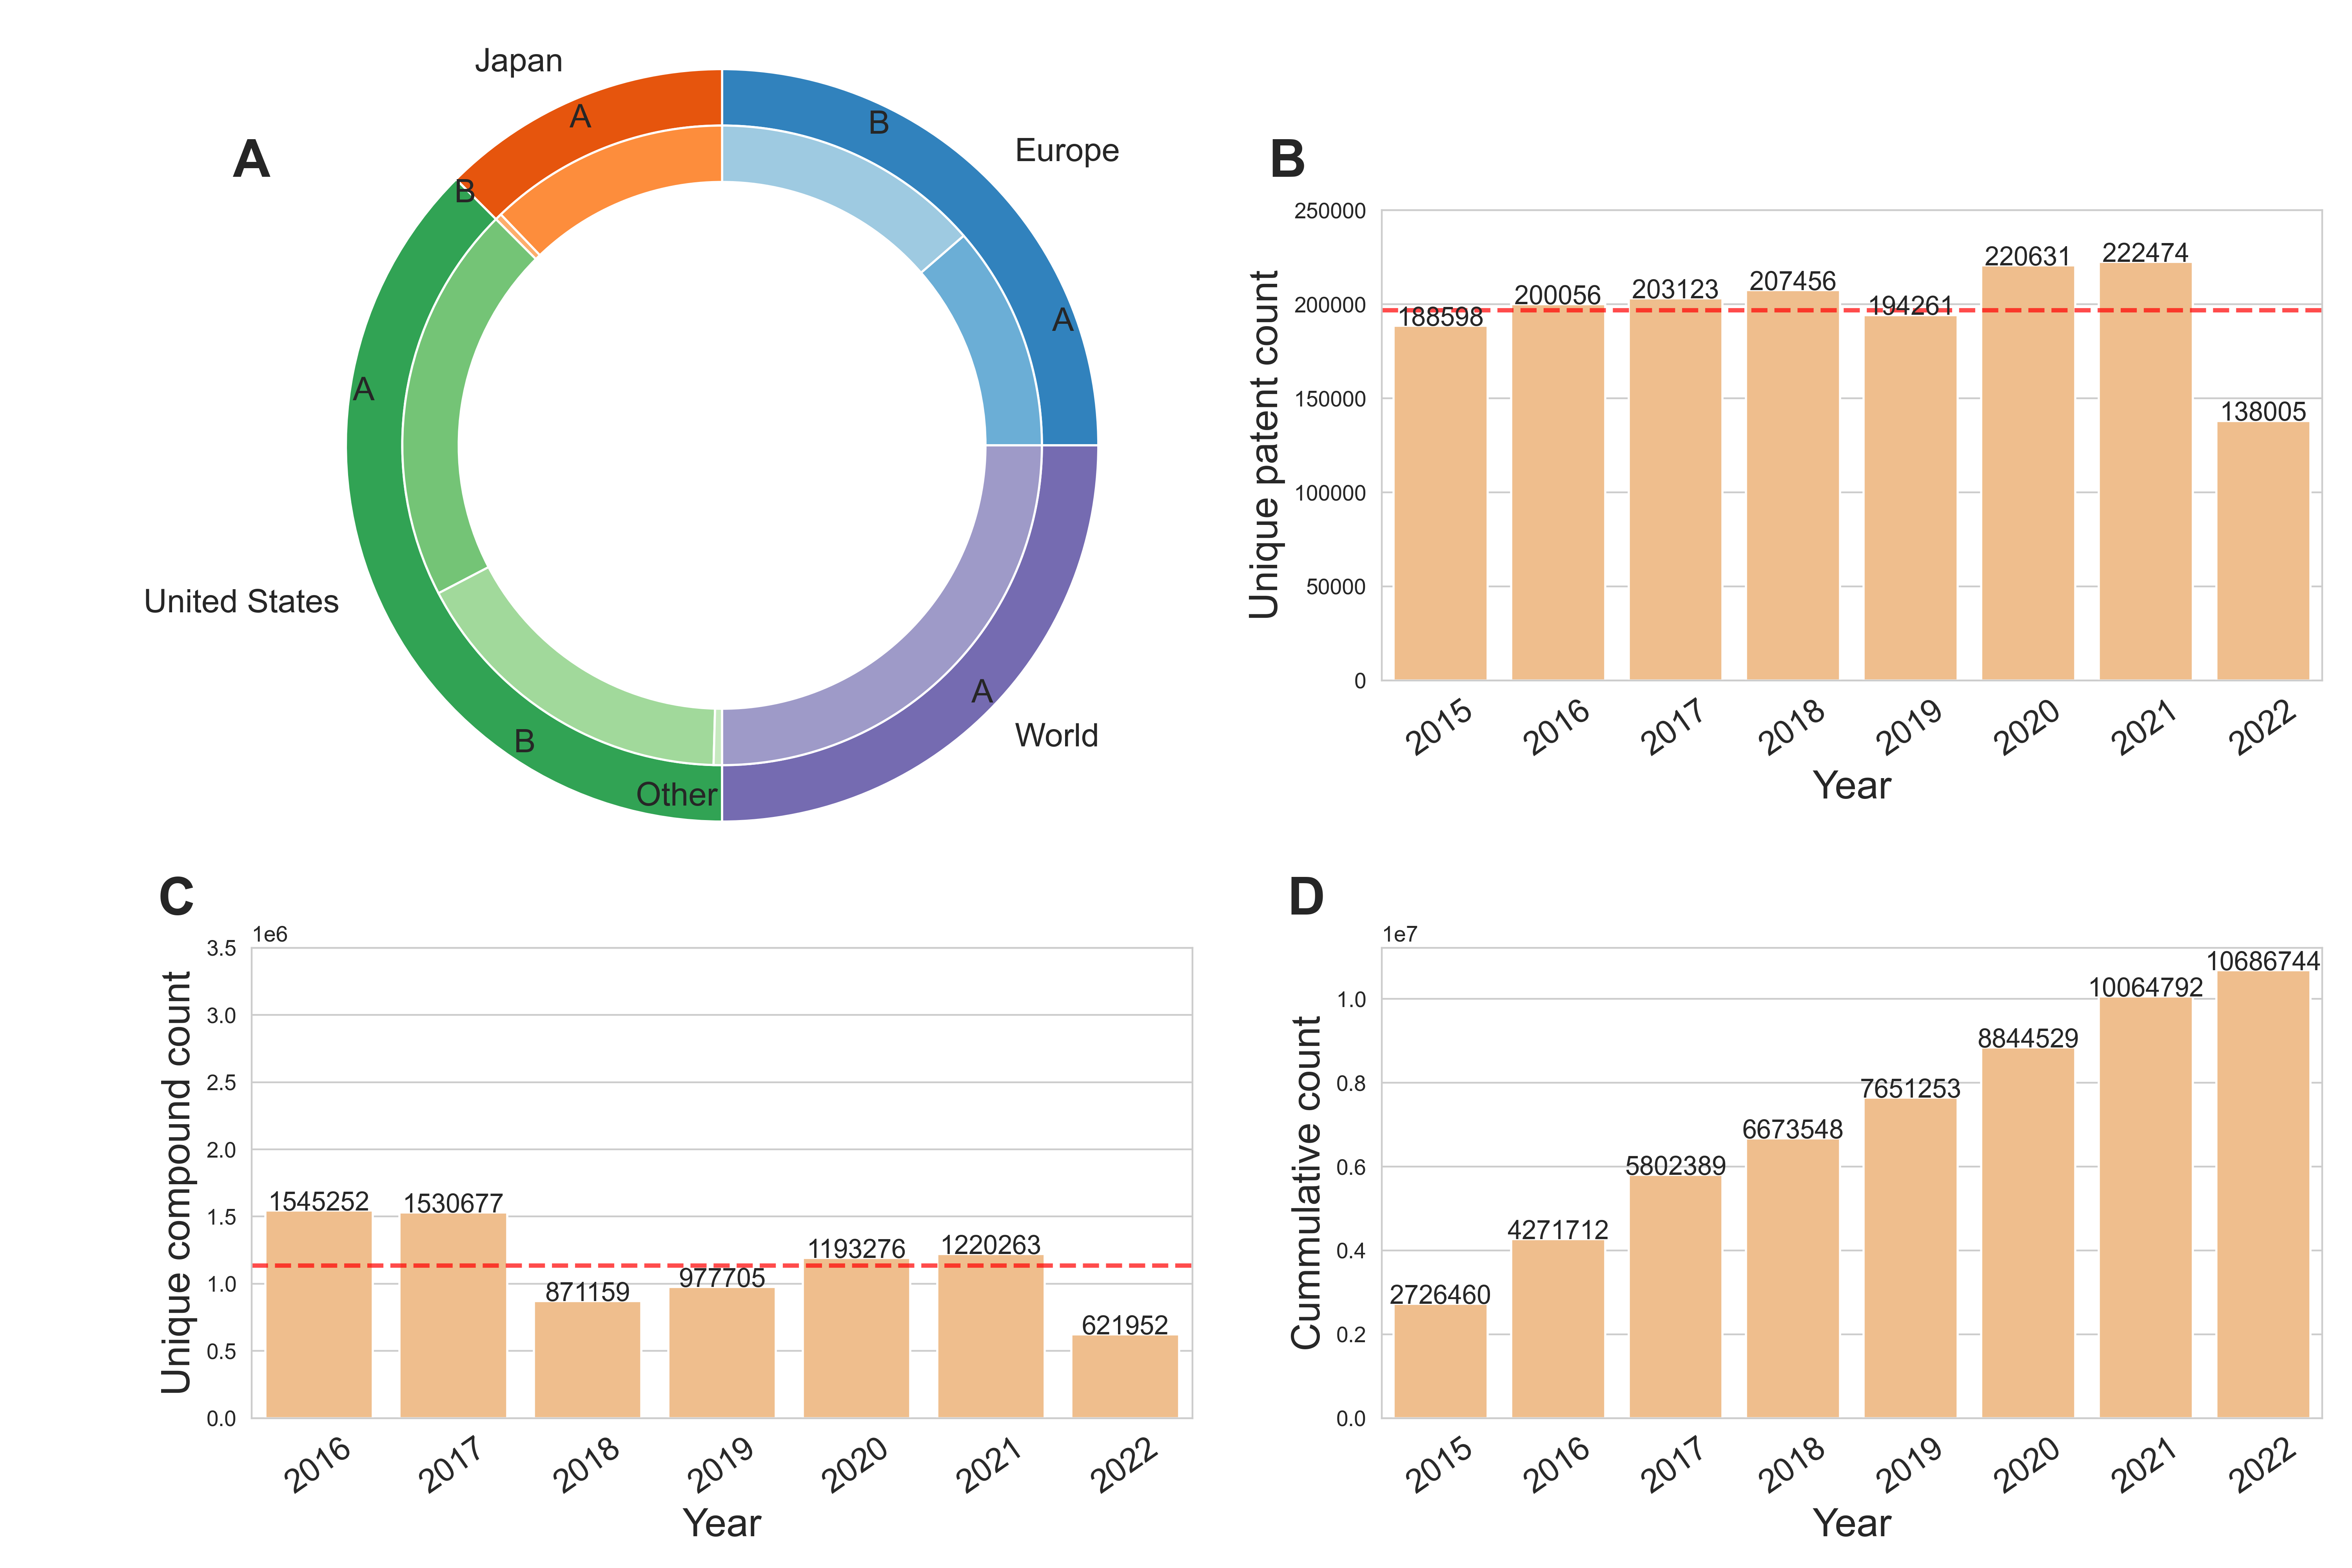 A
Japan
Europe
United States
World
A
B
B
A
A
B
Other
A
B
Unique patent count
250000
200000
150000
100000
50000
0
188598
200056
203123
207456
194261
220631
222474
138005
2015
2016
2017
2018
2019
2020
2021
2022
Year
C
1e6
Unique compound count
3.5
3.0
2.5
2.0
1.5
1.0
0.5
0.0
1545252
1530677
871159
977705
1193276
1220263
621952
2016
2017
2018
2019
2020
2021
2022
Year
D
1e7
Cummulative count
1.0
0.8
0.6
0.4
0.2
0.0
2726460
4271712
5802389
6673548
7651253
8844529
10064792
10686744
2015
2016
2017
2018
2019
2020
2021
2022
Year